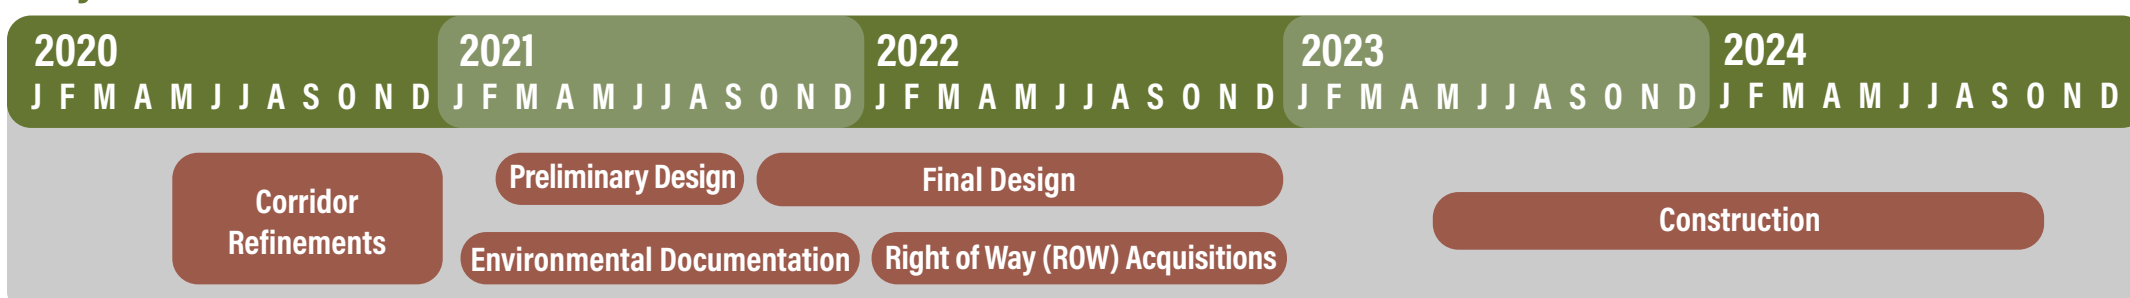 2020 2021 2022 2023 2024
J F M A M J J A S O N D J F M A M J J A S O N D J F M A M J J A S O N D J F M A M J J A S O N D J F M A M J J A S O N D
Corridor
Refinements
Preliminary Design
Final Design
Environmental Documentation
Right of Way (ROW) Acquisitions
Construction